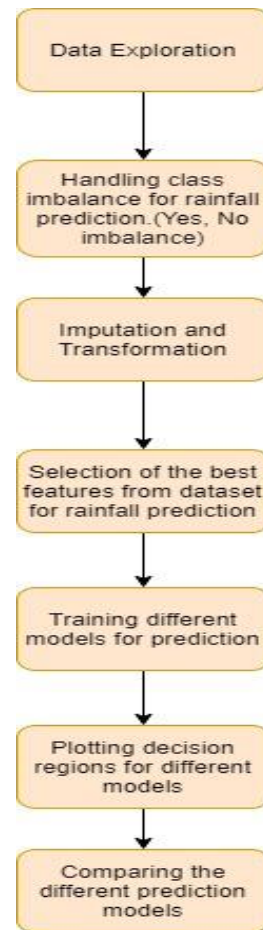 Data Exploration
Handling class
imbalance for rainfall
prediction.(Yes, No
imbalance)
Imputation and
Transformation
Selection of the best
features from dataset
for rainfall prediction
Training different
models for prediction
Plotting decision
regions for different
models
Comparing the
different prediction
models